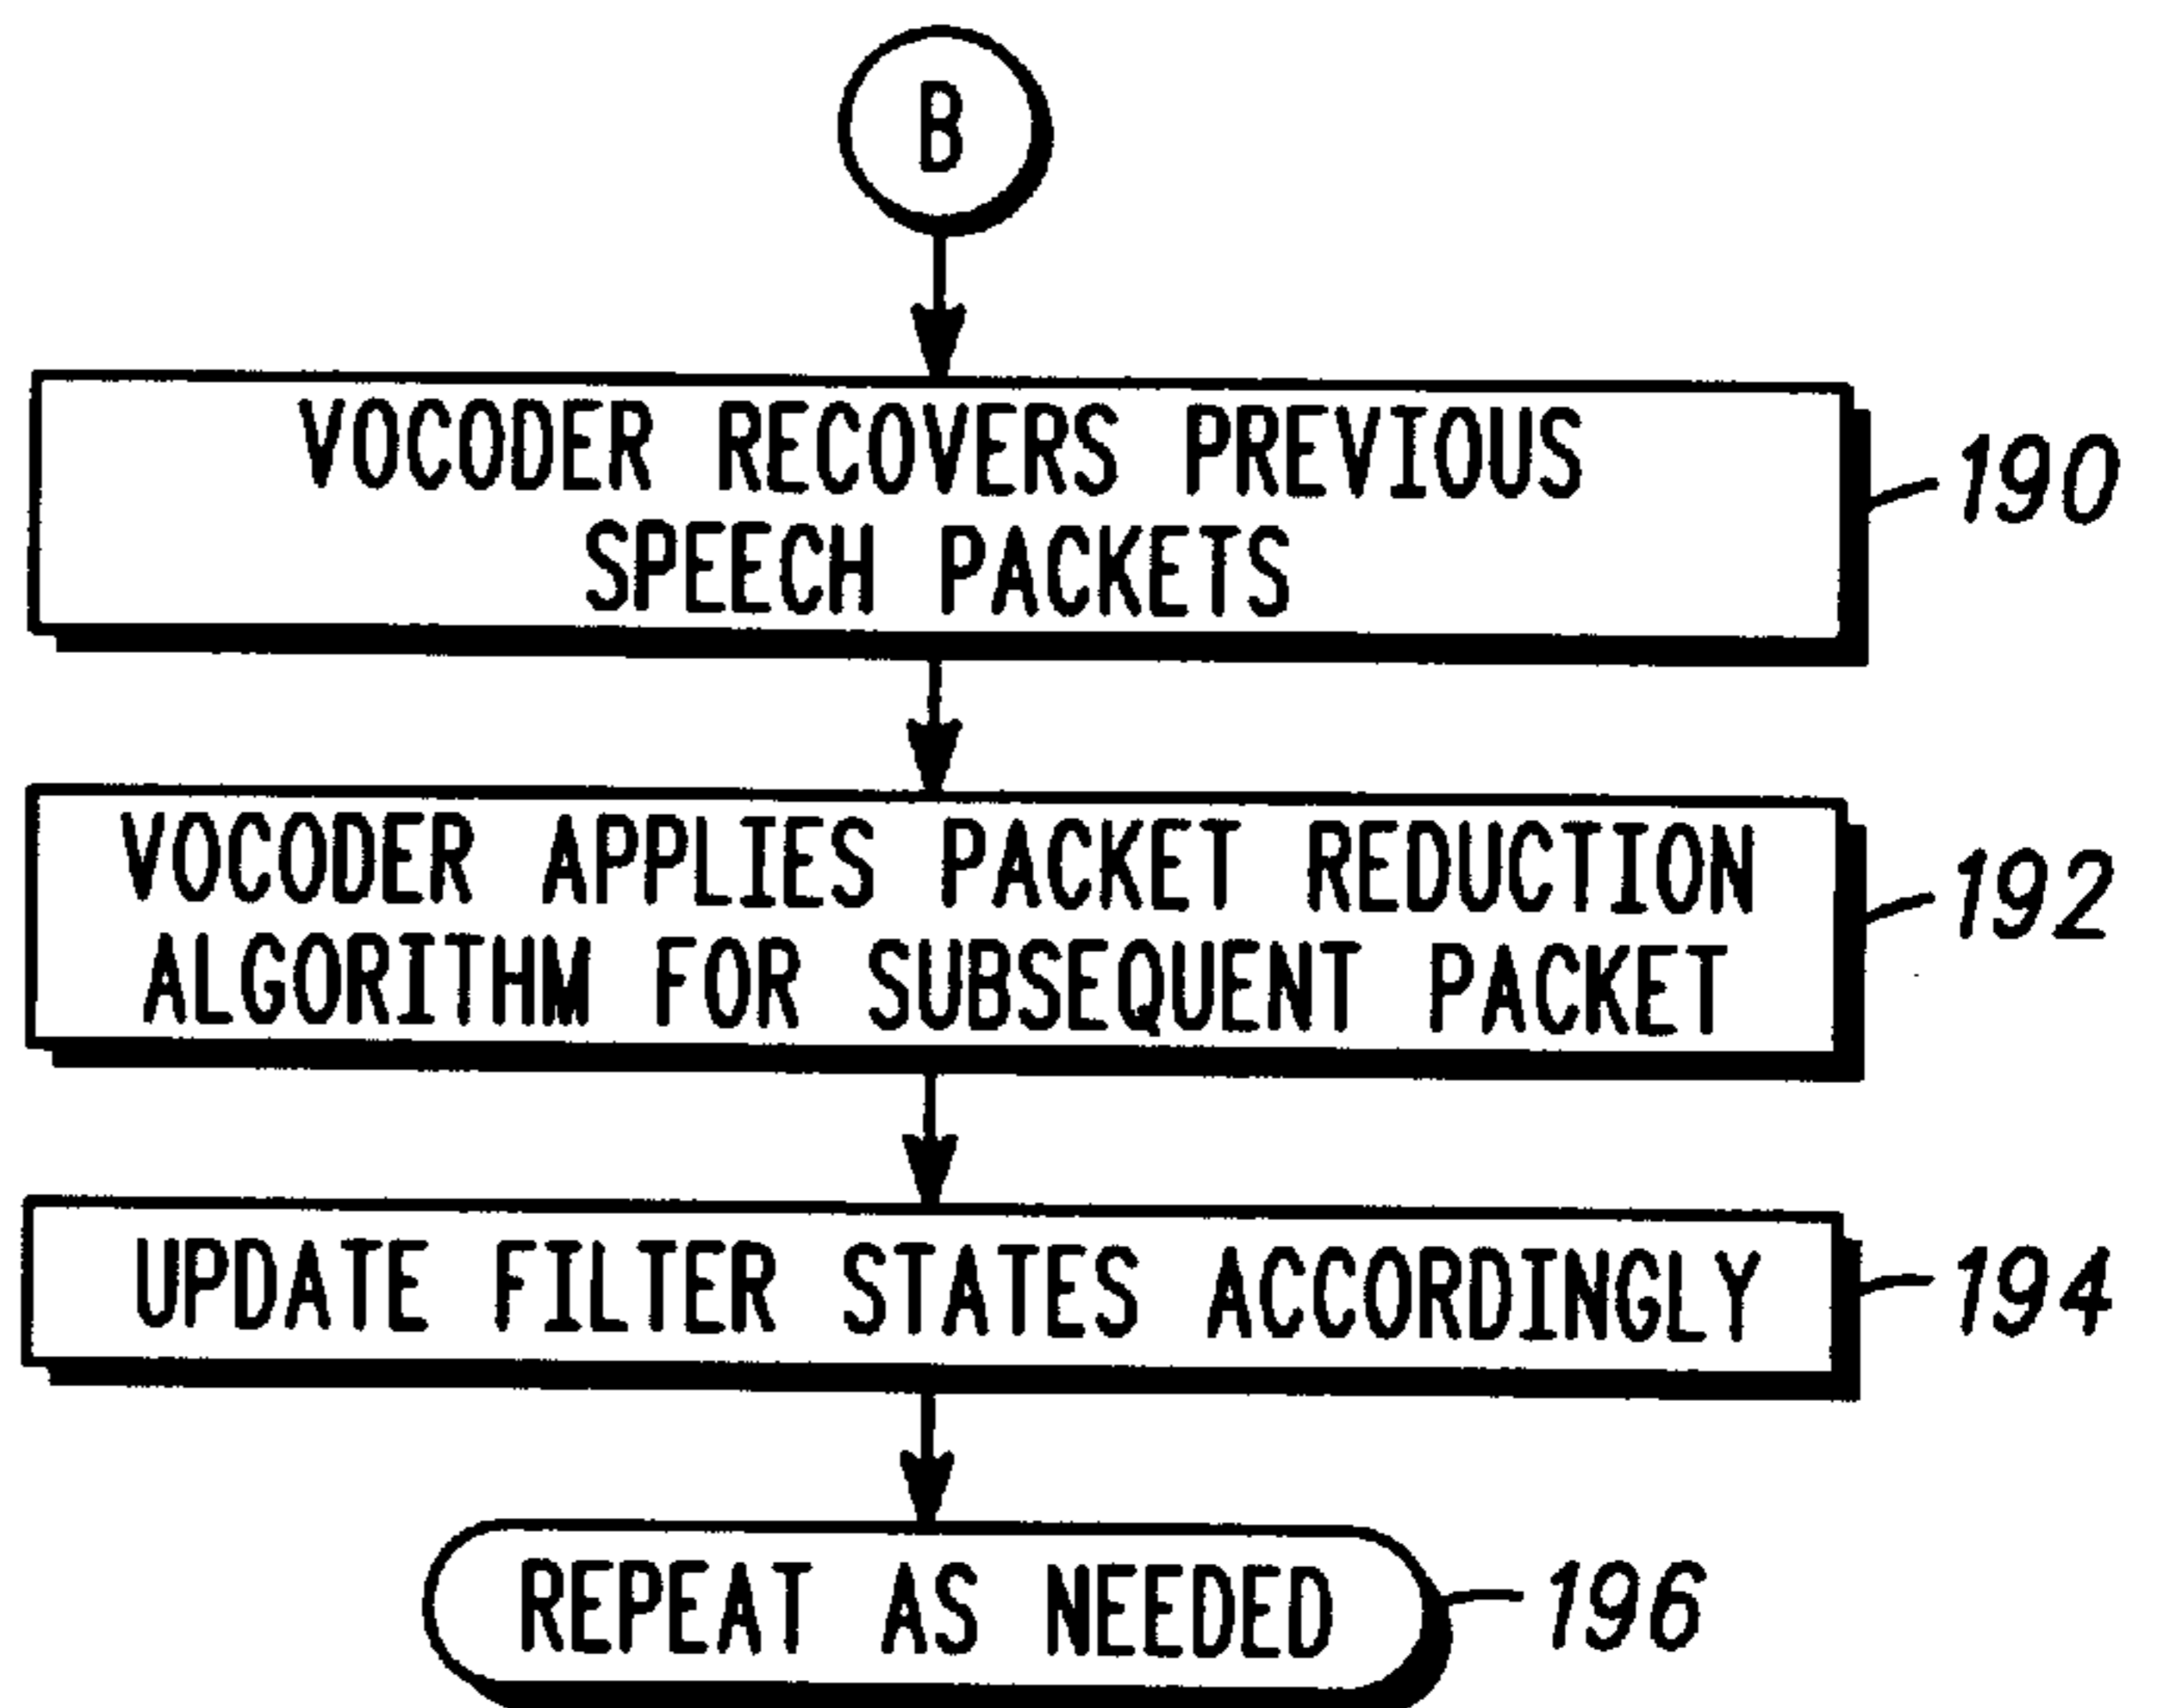 B
VOCODER RECOVERS PREVIOUS
SPEECH PACKETS
190
VOCODER APPLIES PACKET REDUCTION
ALGORITHM FOR SUBSEQUENT PACKET
192
UPDATE FILTER STATES ACCORDINGLY
194
REPEAT AS NEEDED
196